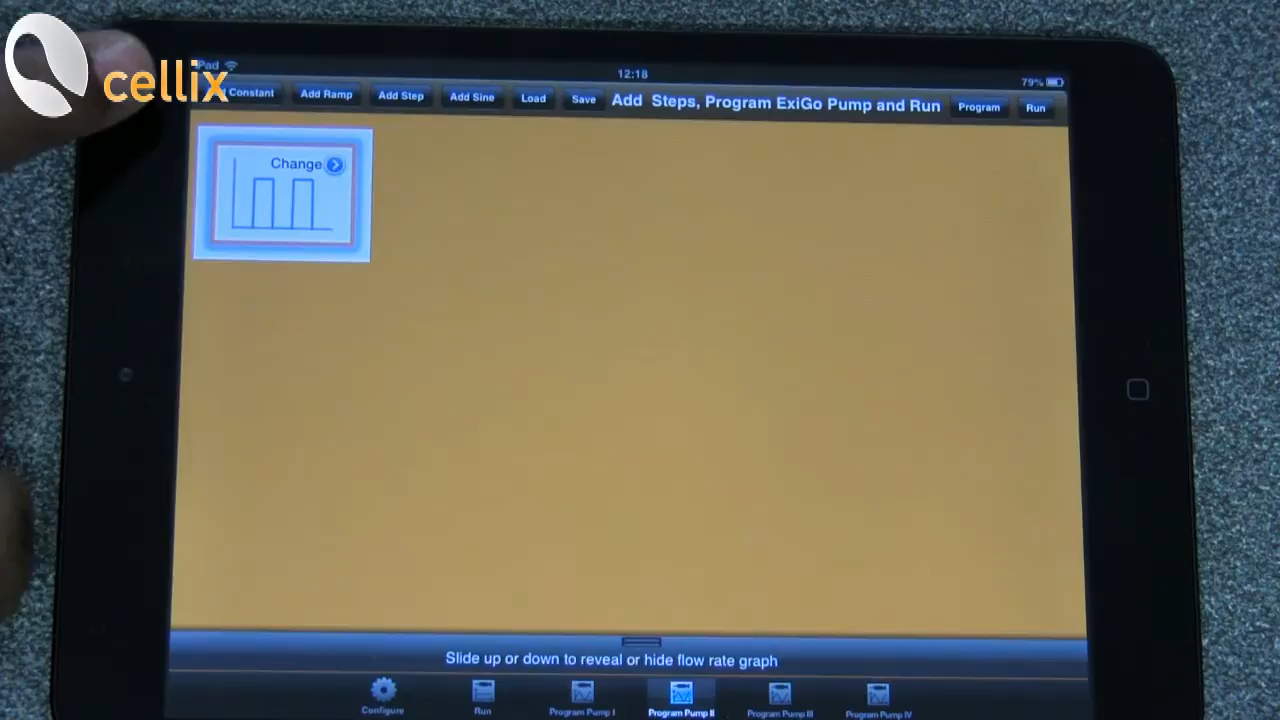 cellix
iPad 12:18 79%
Constant Add Ramp Add Step Add Sine Load Save Add Steps, Program ExiGo Pump and Run Program Run
Change
Slide up or down to reveal or hide flow rate graph
Configure Run Program Pump I Program Pump II Program Pump III Program Pump IV